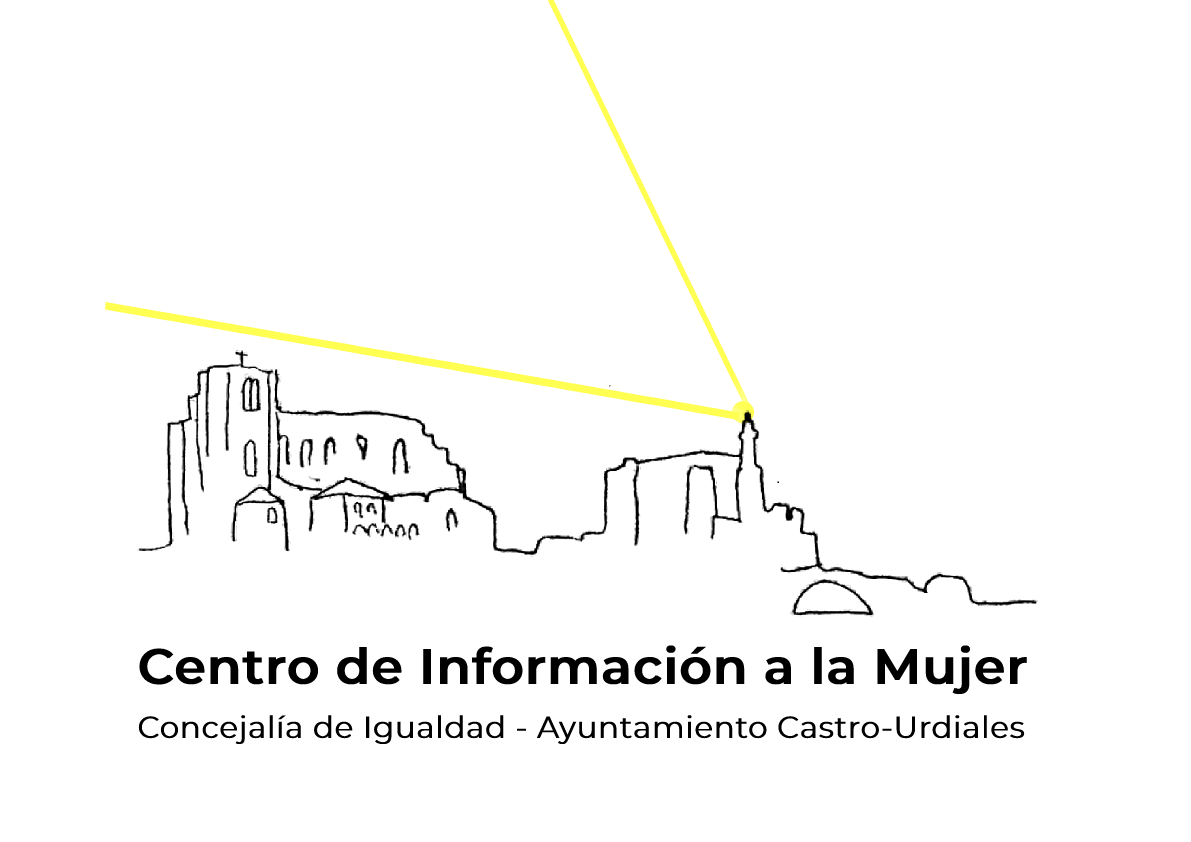 Centro de Información a la Mujer
Concejalía de Igualdad - Ayuntamiento Castro-Urdiales